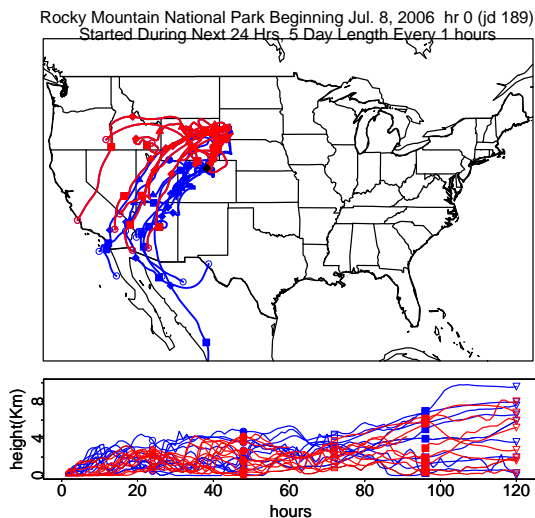 Rocky Mountain National Park Beginning Jul. 8, 2006 hr 0 (jd 189)
Started During Next 24 Hrs, 5 Day Length Every 1 hours
height(Km)
8
4
0
0 20 40 60 80 100 120
hours